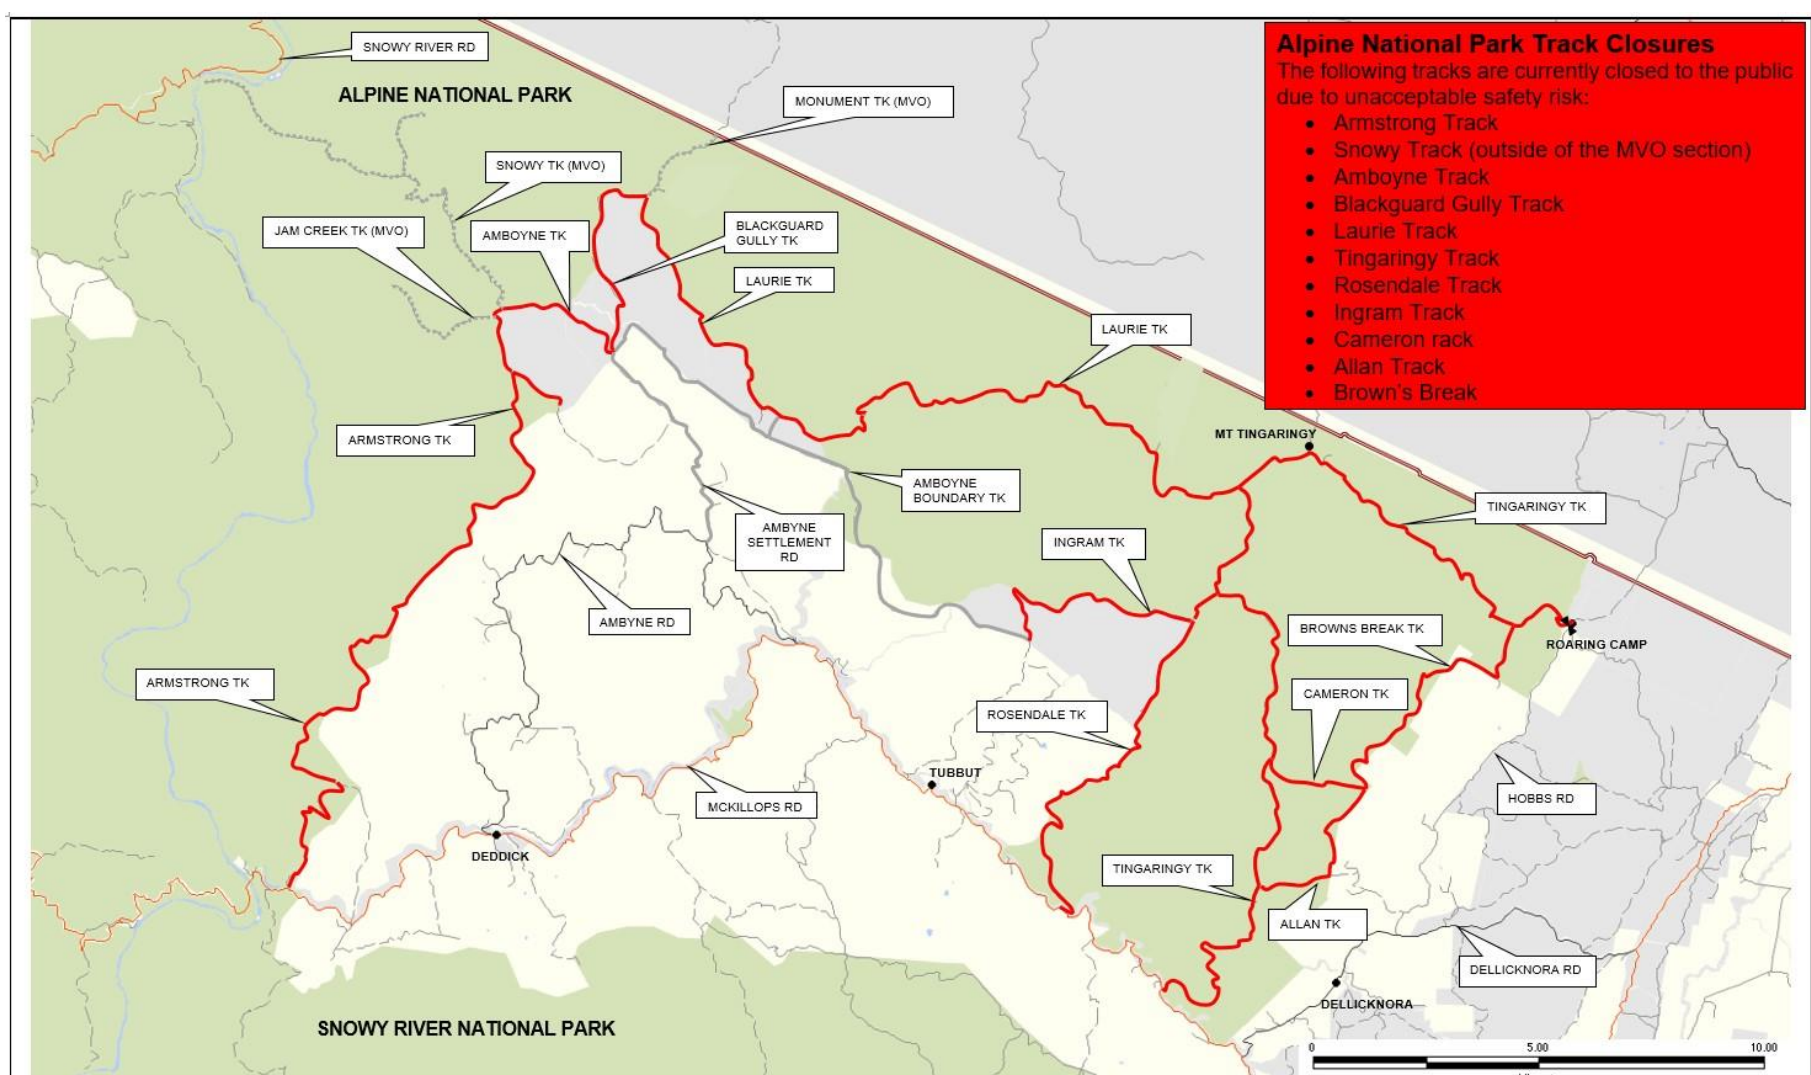 SNOWY RIVER RD
ALPINE NATIONAL PARK
MONUMENT TK (MVO)
SNOWY TK (MVO)
JAM CREEK TK (MVO)
AMBOYNE TK
BLACKGUARD
GULLY TK
LAURIE TK
LAURIE TK
Alpine National Park Track Closures
The following tracks are currently closed to the public
due to unacceptable safety risk:
• Armstrong Track
• Snowy Track (outside of the MVO section)
• Amboyne Track
• Blackguard Gully Track
• Laurie Track
• Tingaringy Track
• Rosendale Track
• Ingram Track
• Cameron rack
• Allan Track
• Brown's Break
ARMSTRONG TK
MT TINGARINGY
AMBOYNE
BOUNDARY TK
TINGARINGY TK
AMBYNE
SETTLEMENT
RD
INGRAM TK
AMBYNE RD
BROWNS BREAK TK
ROARING CAMP
ARMSTRONG TK
CAMERON TK
ROSENDALE TK
TUBBUT
MCKILLOPS RD
HOBBS RD
DEDDICK
TINGARINGY TK
ALLAN TK
DELLICKNORA RD
DELLICKNORA
SNOWY RIVER NATIONAL PARK
0 5.00 10.00